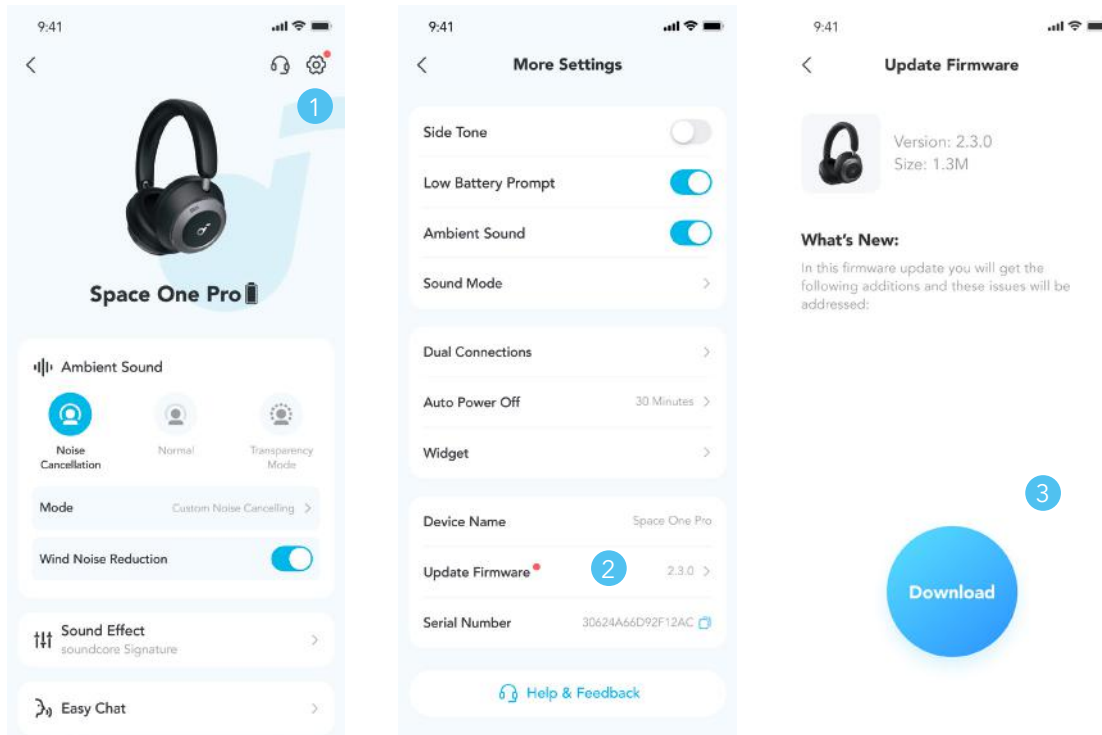 9:41
1
Space One Pro
Ambient Sound
Noise
Cancellation
Normal
Transparency
Mode
Mode
Custom Noise Cancelling
Wind Noise Reduction
Sound Effect
soundcore Signature
Easy Chat
9:41
More Settings
Side Tone
Low Battery Prompt
Ambient Sound
Sound Mode
Dual Connections
Auto Power Off
30 Minutes
Widget
Device Name
Space One Pro
Update Firmware
2
2.3.0
Serial Number
30624A66D92F12AC
Help & Feedback
9:41
Update Firmware
Version: 2.3.0
Size: 1.3M
What's New:
In this firmware update you will get the
following additions and these issues will be
addressed:
3
Download